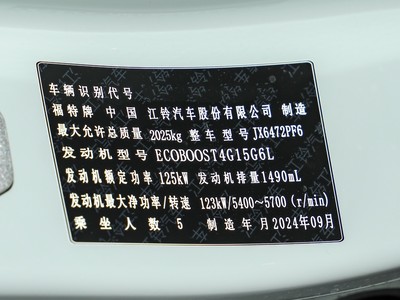 车辆识别代号
福特牌 中国 江铃汽车股份有限公司 制造
最大允许总质量 2025kg 整车型号 JX6472PF6
发动机型号 ECOBOOST4G15G6L
发动机额定功率 125kW 发动机排量 1490mL
发动机最大净功率/转速 123kW/5400~5700(r/min)
乘坐人数 5 制造年月 2024年09月